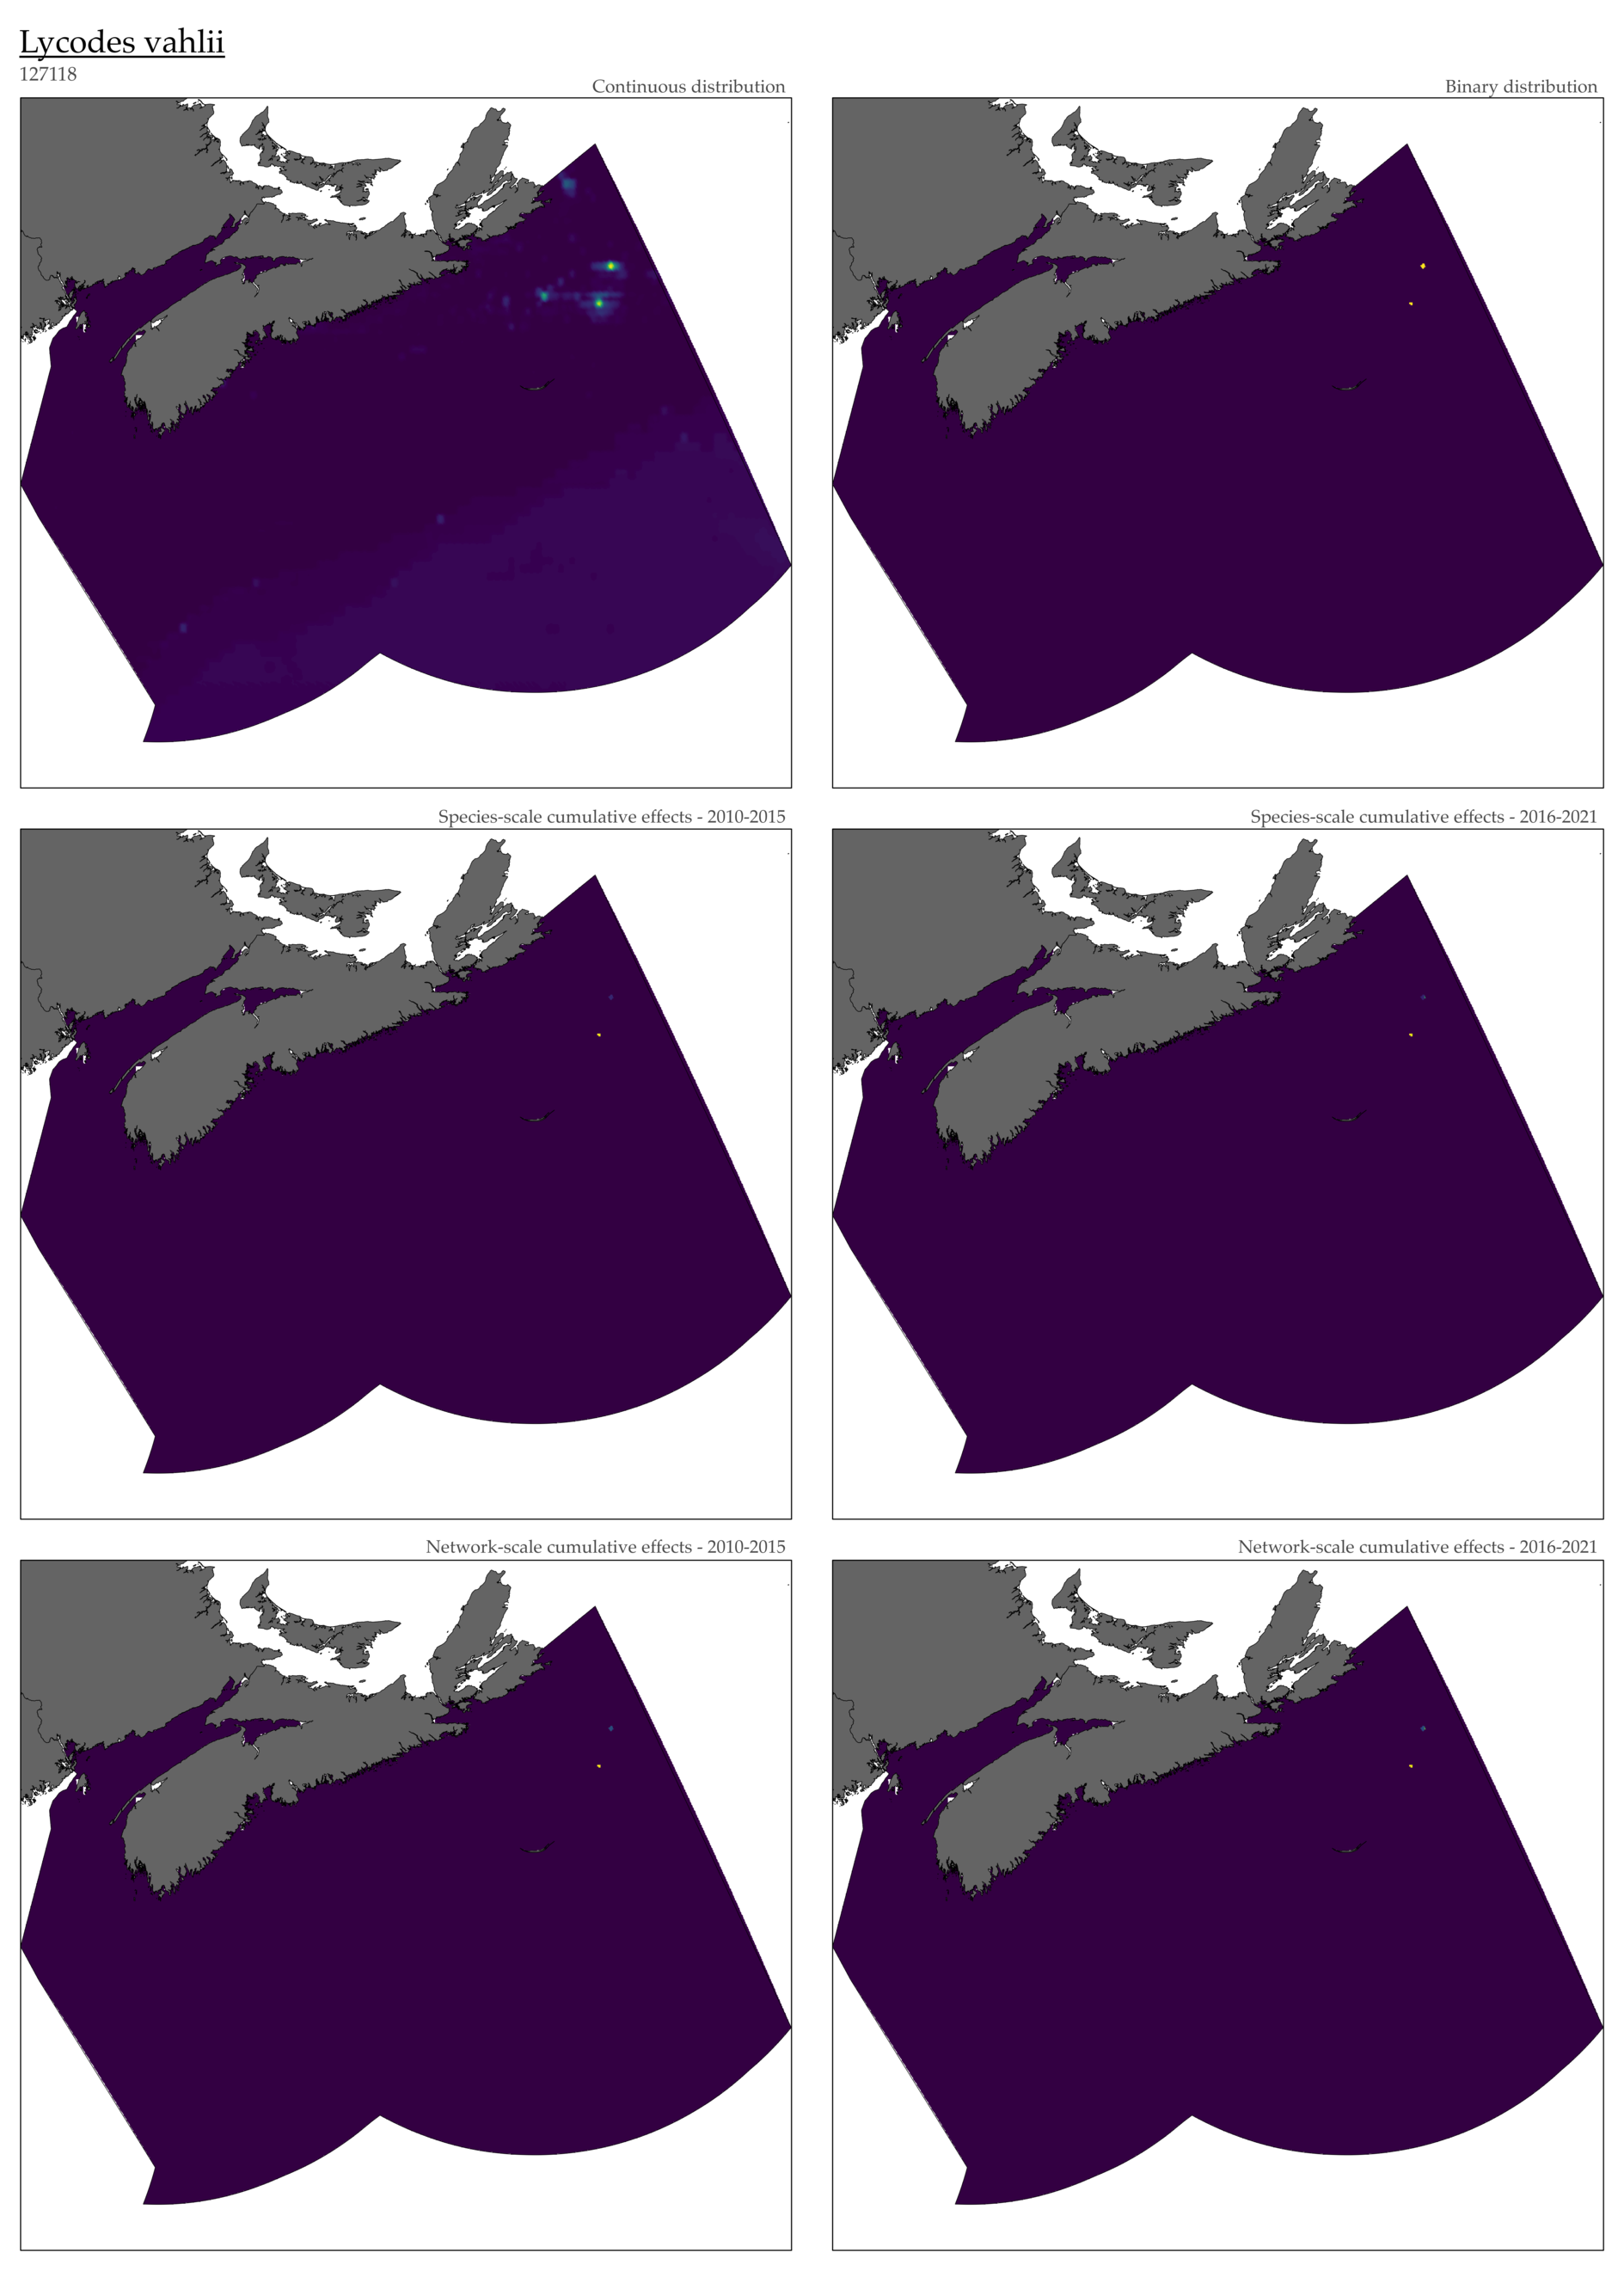 Lycodes vahlii
127118
Continuous distribution
Binary distribution
Species-scale cumulative effects - 2010-2015
Species-scale cumulative effects - 2016-2021
Network-scale cumulative effects - 2010-2015
Network-scale cumulative effects - 2016-2021